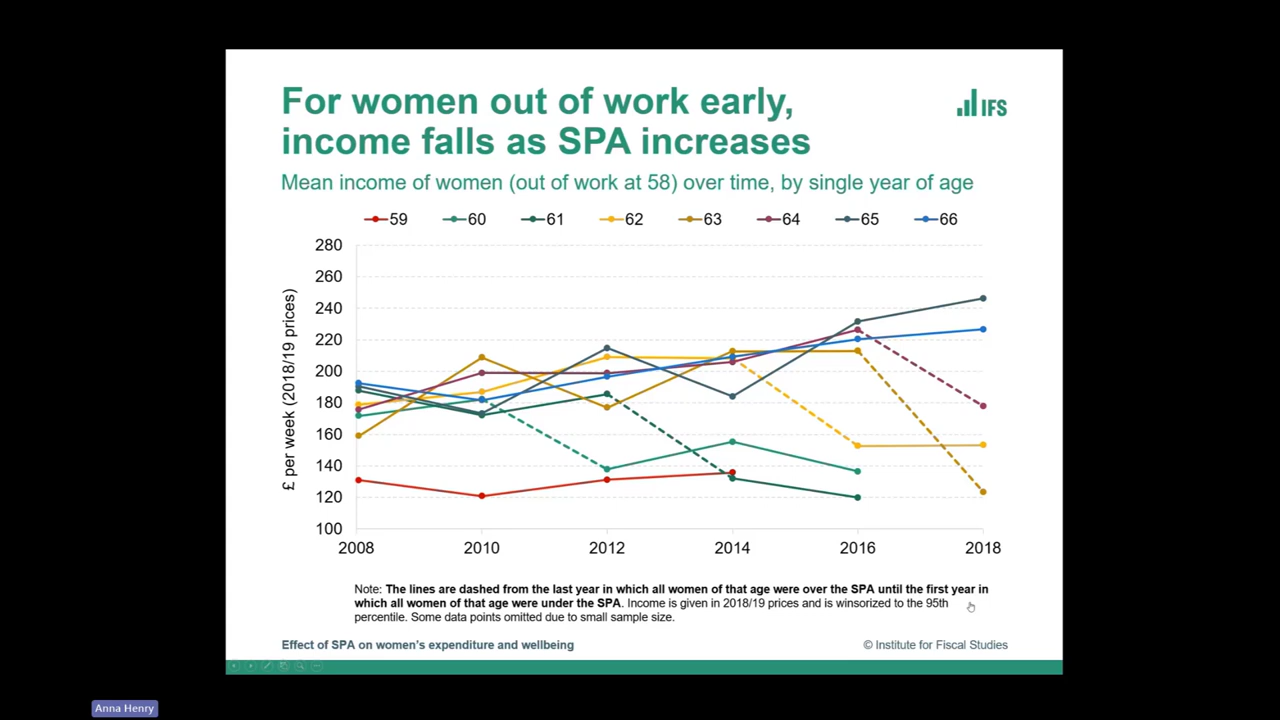 For women out of work early,
income falls as SPA increases
IFS
Mean income of women (out of work at 58) over time, by single year of age
59 60 61 62 63 64 65 66
£ per week (2018/19 prices)
280
260
240
220
200
180
160
140
120
100
2008 2010 2012 2014 2016 2018
Note: The lines are dashed from the last year in which all women of that age were over the SPA until the first year in
which all women of that age were under the SPA. Income is given in 2018/19 prices and is winsorized to the 95th
percentile. Some data points omitted due to small sample size.
Effect of SPA on women’s expenditure and wellbeing
© Institute for Fiscal Studies
Anna Henry